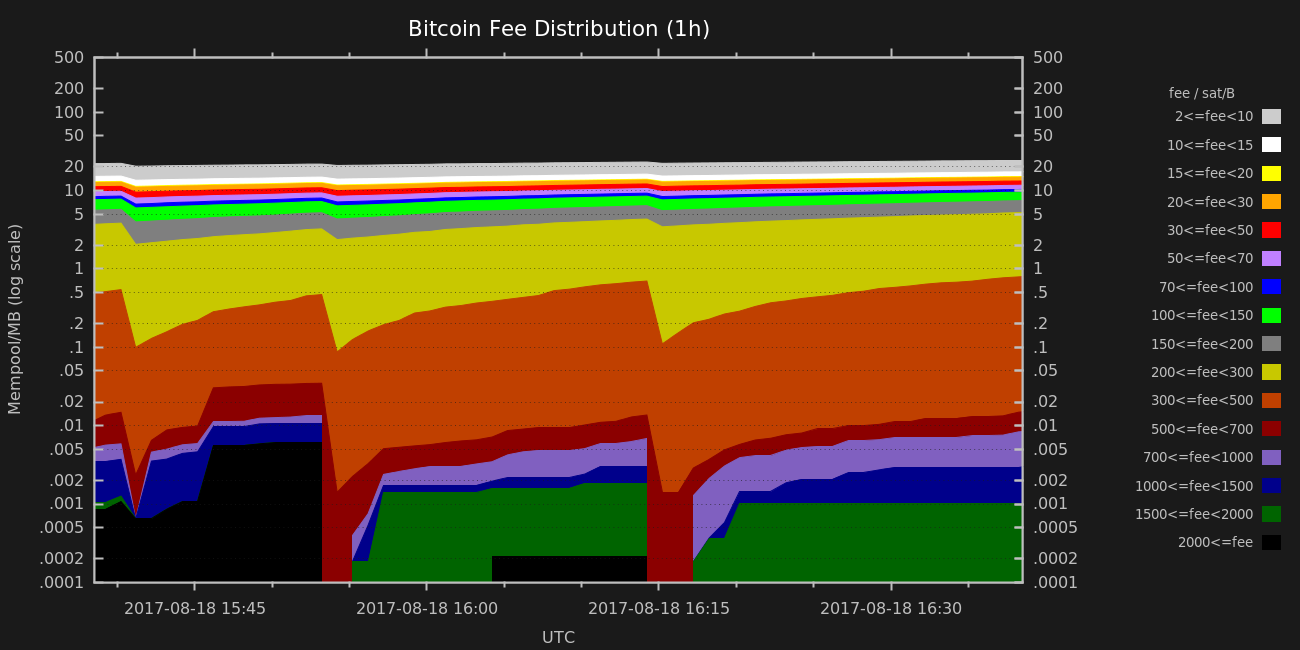 Bitcoin Fee Distribution (1h)
500
200
100
50
20
10
5
2
1
.5
.2
.1
.05
.02
.01
.005
.002
.001
.0005
.0002
.0001
Mempool/MB (log scale)
500
200
100
50
20
10
5
2
1
.5
.2
.1
.05
.02
.01
.005
.002
.001
.0005
.0002
.0001
2017-08-18 15:45
2017-08-18 16:00
2017-08-18 16:15
2017-08-18 16:30
UTC
fee / sat/B
2<=fee<10
10<=fee<15
15<=fee<20
20<=fee<30
30<=fee<50
50<=fee<70
70<=fee<100
100<=fee<150
150<=fee<200
200<=fee<300
300<=fee<500
500<=fee<700
700<=fee<1000
1000<=fee<1500
1500<=fee<2000
2000<=fee